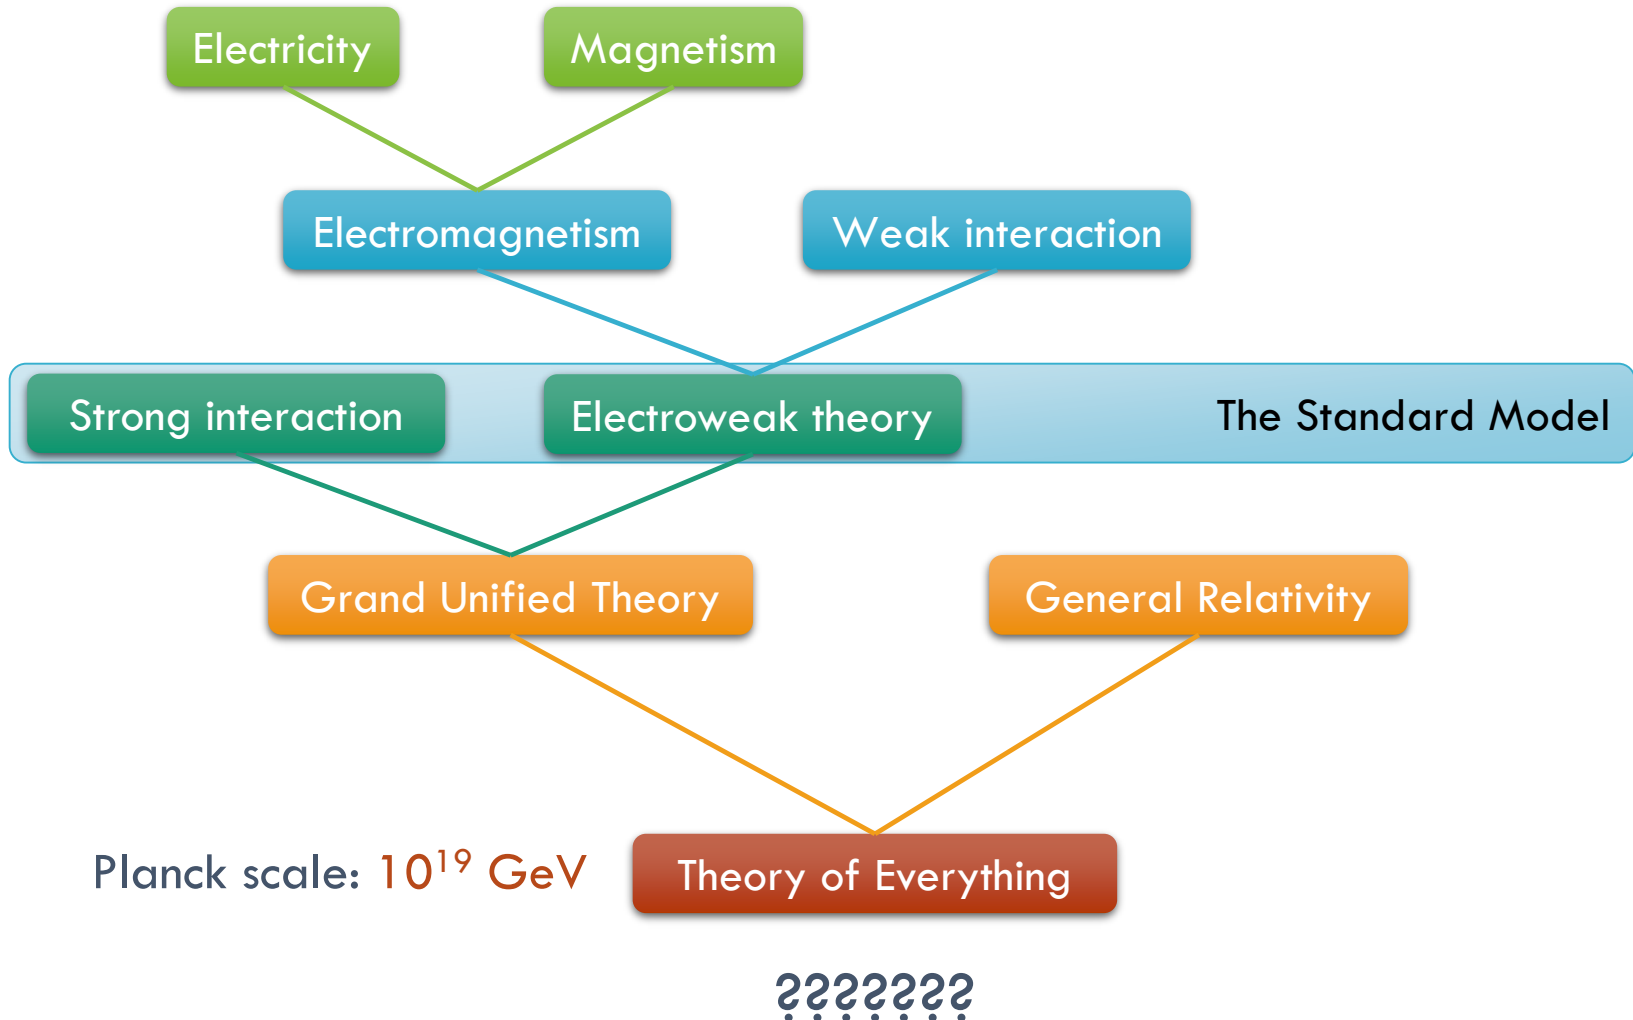 Electricity
Magnetism
Electromagnetism
Weak interaction
Strong interaction
Electroweak theory
The Standard Model
Grand Unified Theory
General Relativity
Planck scale: 10¹⁹ GeV
Theory of Everything
???????